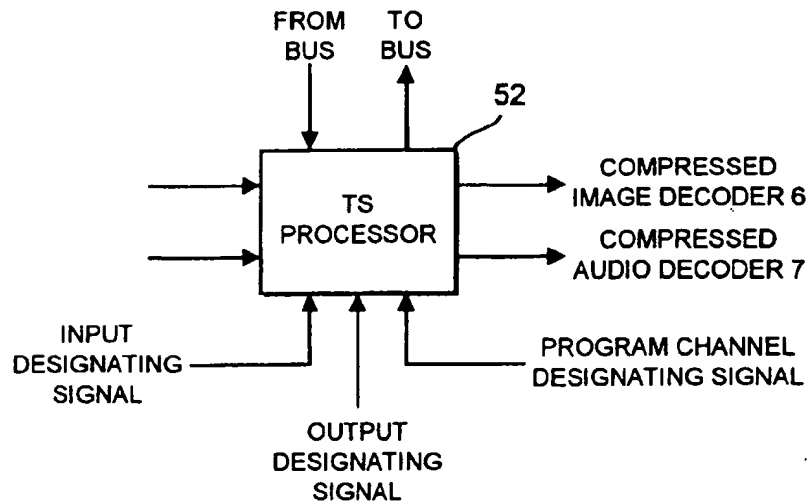 FROM
BUS
TO
BUS
52
TS
PROCESSOR
COMPRESSED
IMAGE DECODER 6
COMPRESSED
AUDIO DECODER 7
INPUT
DESIGNATING
SIGNAL
OUTPUT
DESIGNATING
SIGNAL
PROGRAM CHANNEL
DESIGNATING SIGNAL